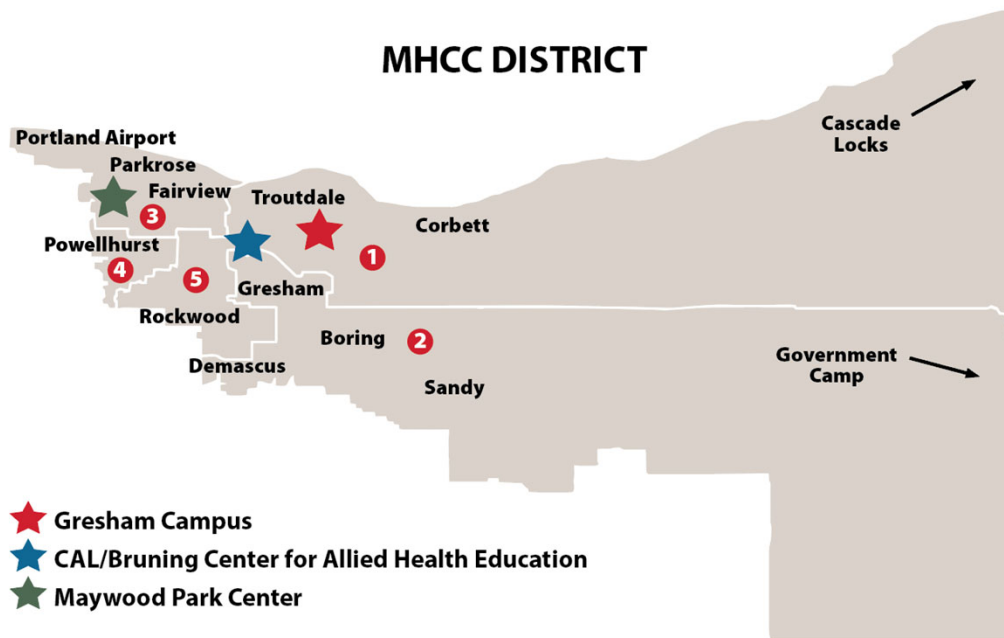 MHCC DISTRICT
Cascade
Locks
Portland Airport
Parkrose
Fairview
Troutdale
3
Corbett
Powellhurst
1
4
5
Gresham
Rockwood
Boring
2
Government
Camp
Demascus
Sandy
Gresham Campus
CAL/Bruning Center for Allied Health Education
Maywood Park Center